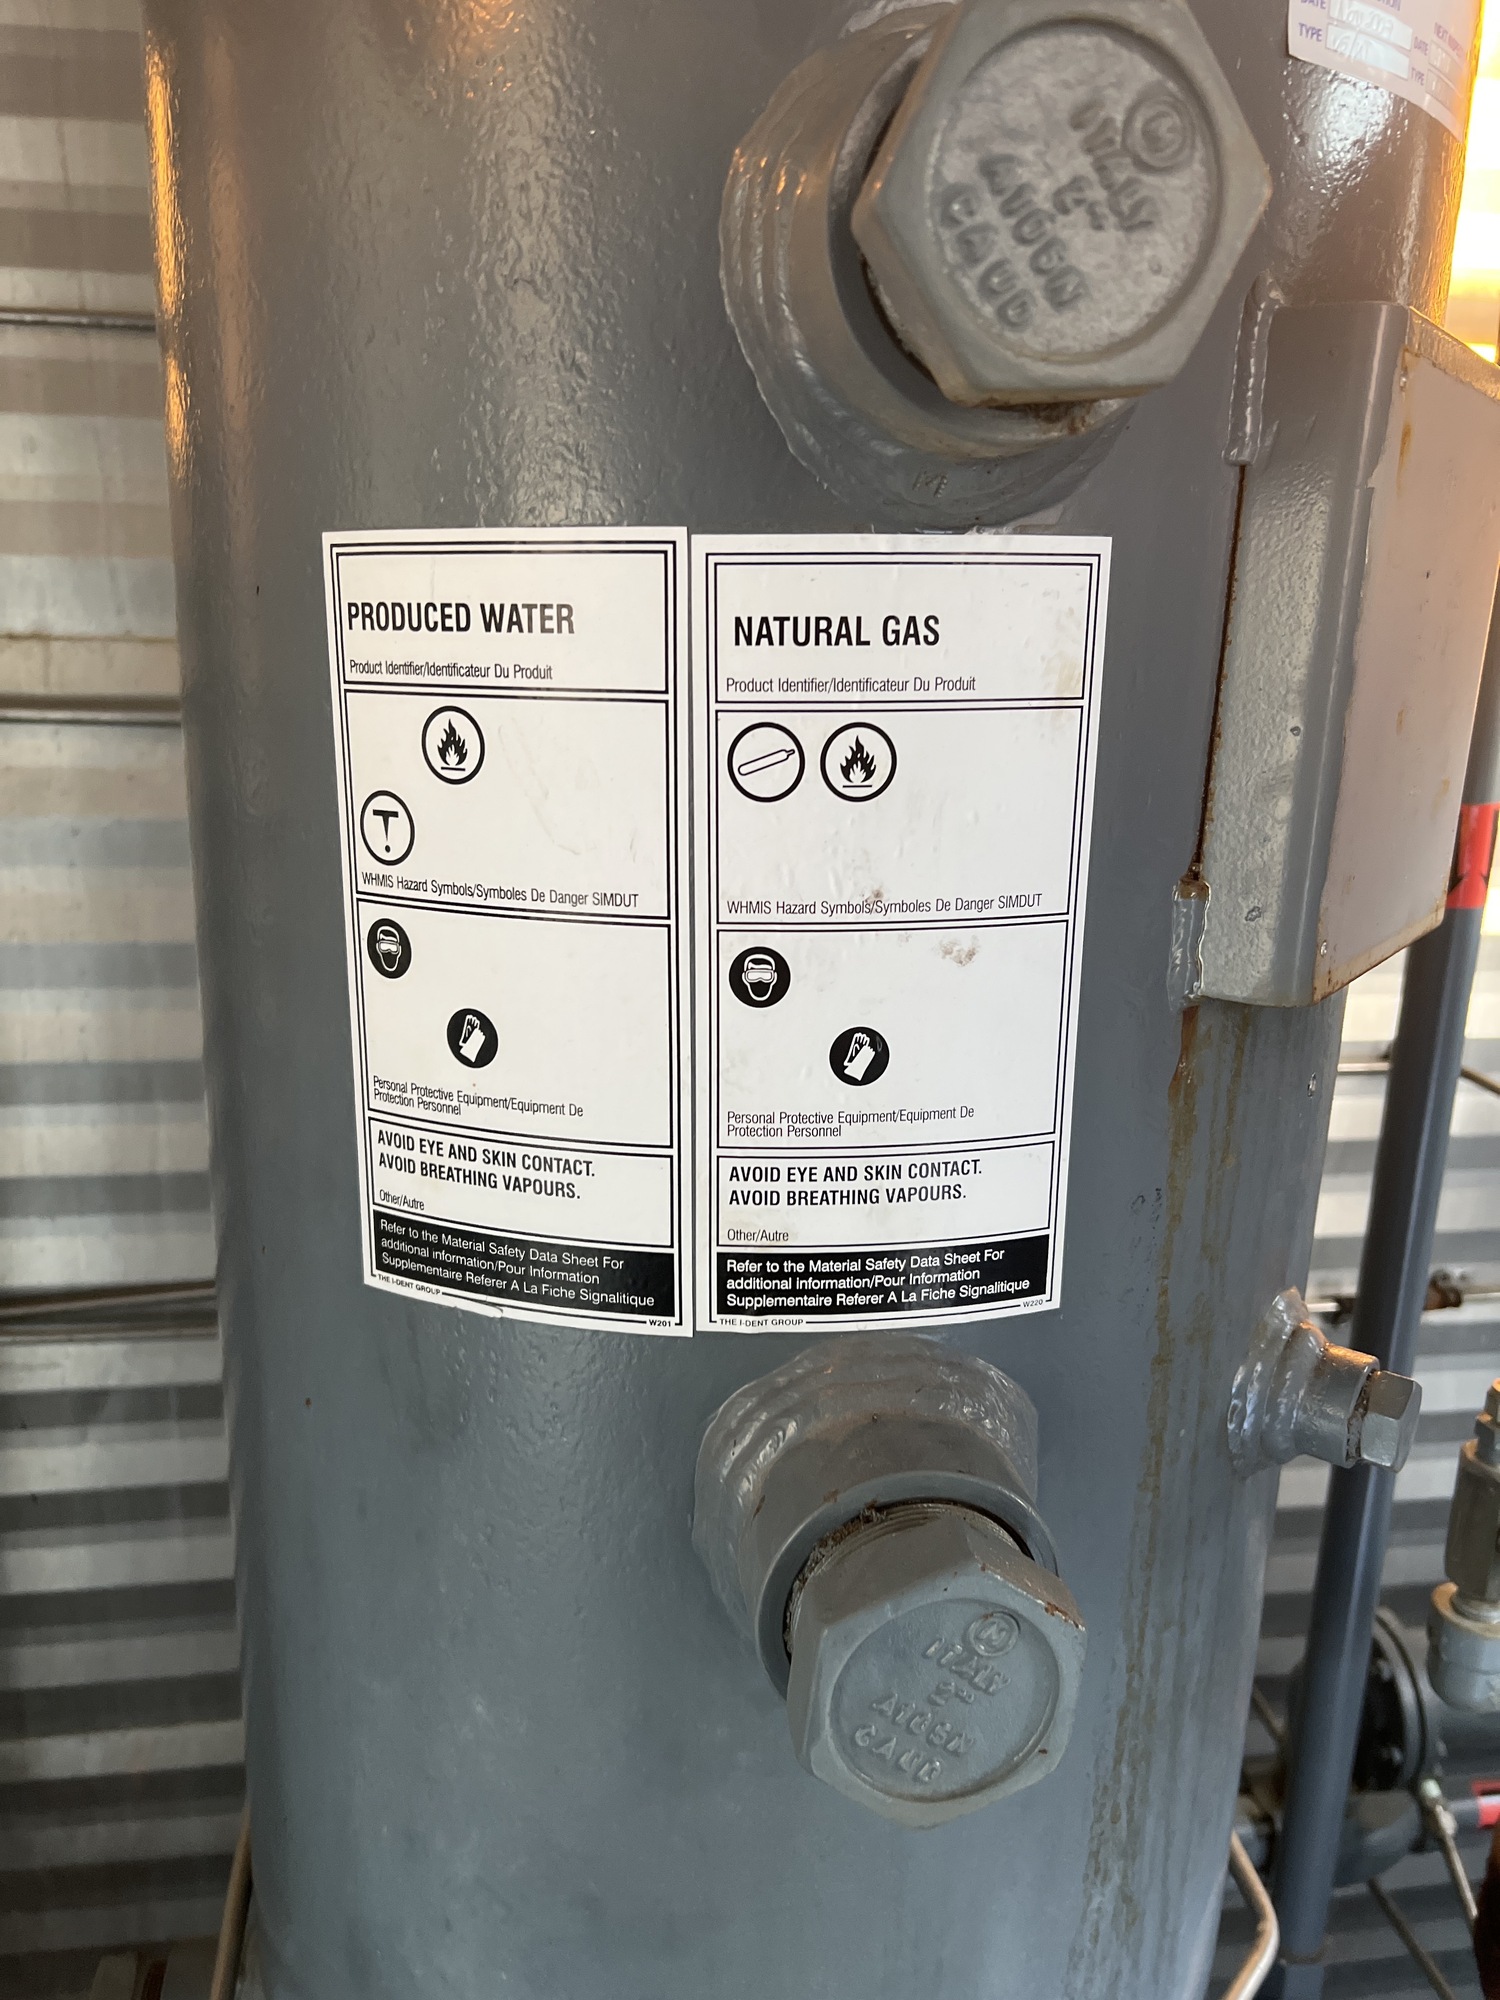 DATE
TYPE
DATE
TYPE
M
ITALY
2"
PRODUCED WATER
Product Identifier/Identificateur Du Produit
WHMIS Hazard Symbols/Symboles De Danger SIMDUT
Personal Protective Equipment/Equipment De
Protection Personnel
AVOID EYE AND SKIN CONTACT.
AVOID BREATHING VAPOURS.
Other/Autre
Refer to the Material Safety Data Sheet For
additional information/Pour Information
Supplementaire Referer A La Fiche Signalitique
THE I-DENT GROUP
W201
NATURAL GAS
Product Identifier/Identificateur Du Produit
WHMIS Hazard Symbols/Symboles De Danger SIMDUT
Personal Protective Equipment/Equipment De
Protection Personnel
AVOID EYE AND SKIN CONTACT.
AVOID BREATHING VAPOURS.
Other/Autre
Refer to the Material Safety Data Sheet For
additional information/Pour Information
Supplementaire Referer A La Fiche Signalitique
THE I-DENT GROUP
W220
M
ITALY
2"